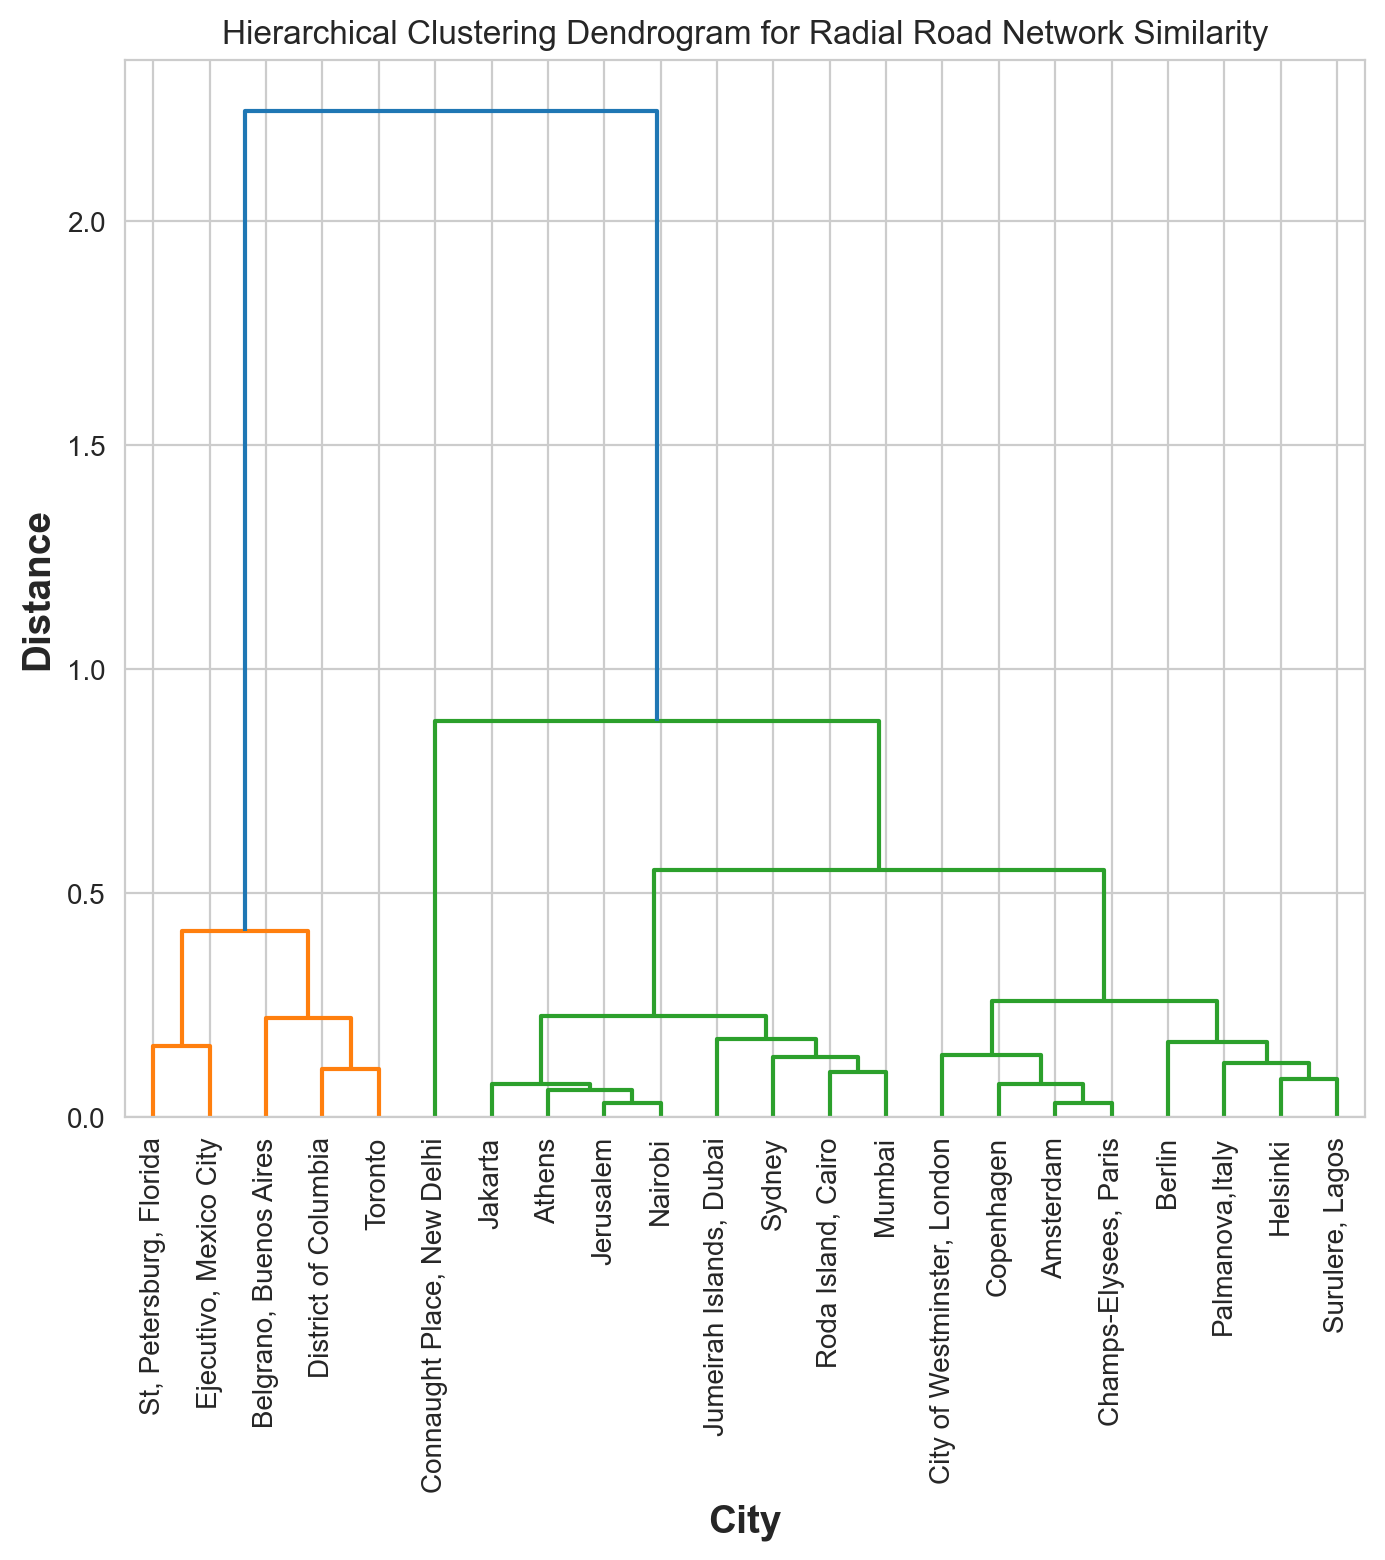 Hierarchical Clustering Dendrogram for Radial Road Network Similarity
2.0
1.5
1.0
0.5
0.0
Distance
St, Petersburg, Florida
Ejecutivo, Mexico City
Belgrano, Buenos Aires
District of Columbia
Toronto
Connaught Place, New Delhi
Jakarta
Athens
Jerusalem
Nairobi
Jumeirah Islands, Dubai
Sydney
Roda Island, Cairo
Mumbai
City of Westminster, London
Copenhagen
Amsterdam
Champs-Elysees, Paris
Berlin
Palmanova,Italy
Helsinki
Surulere, Lagos
City